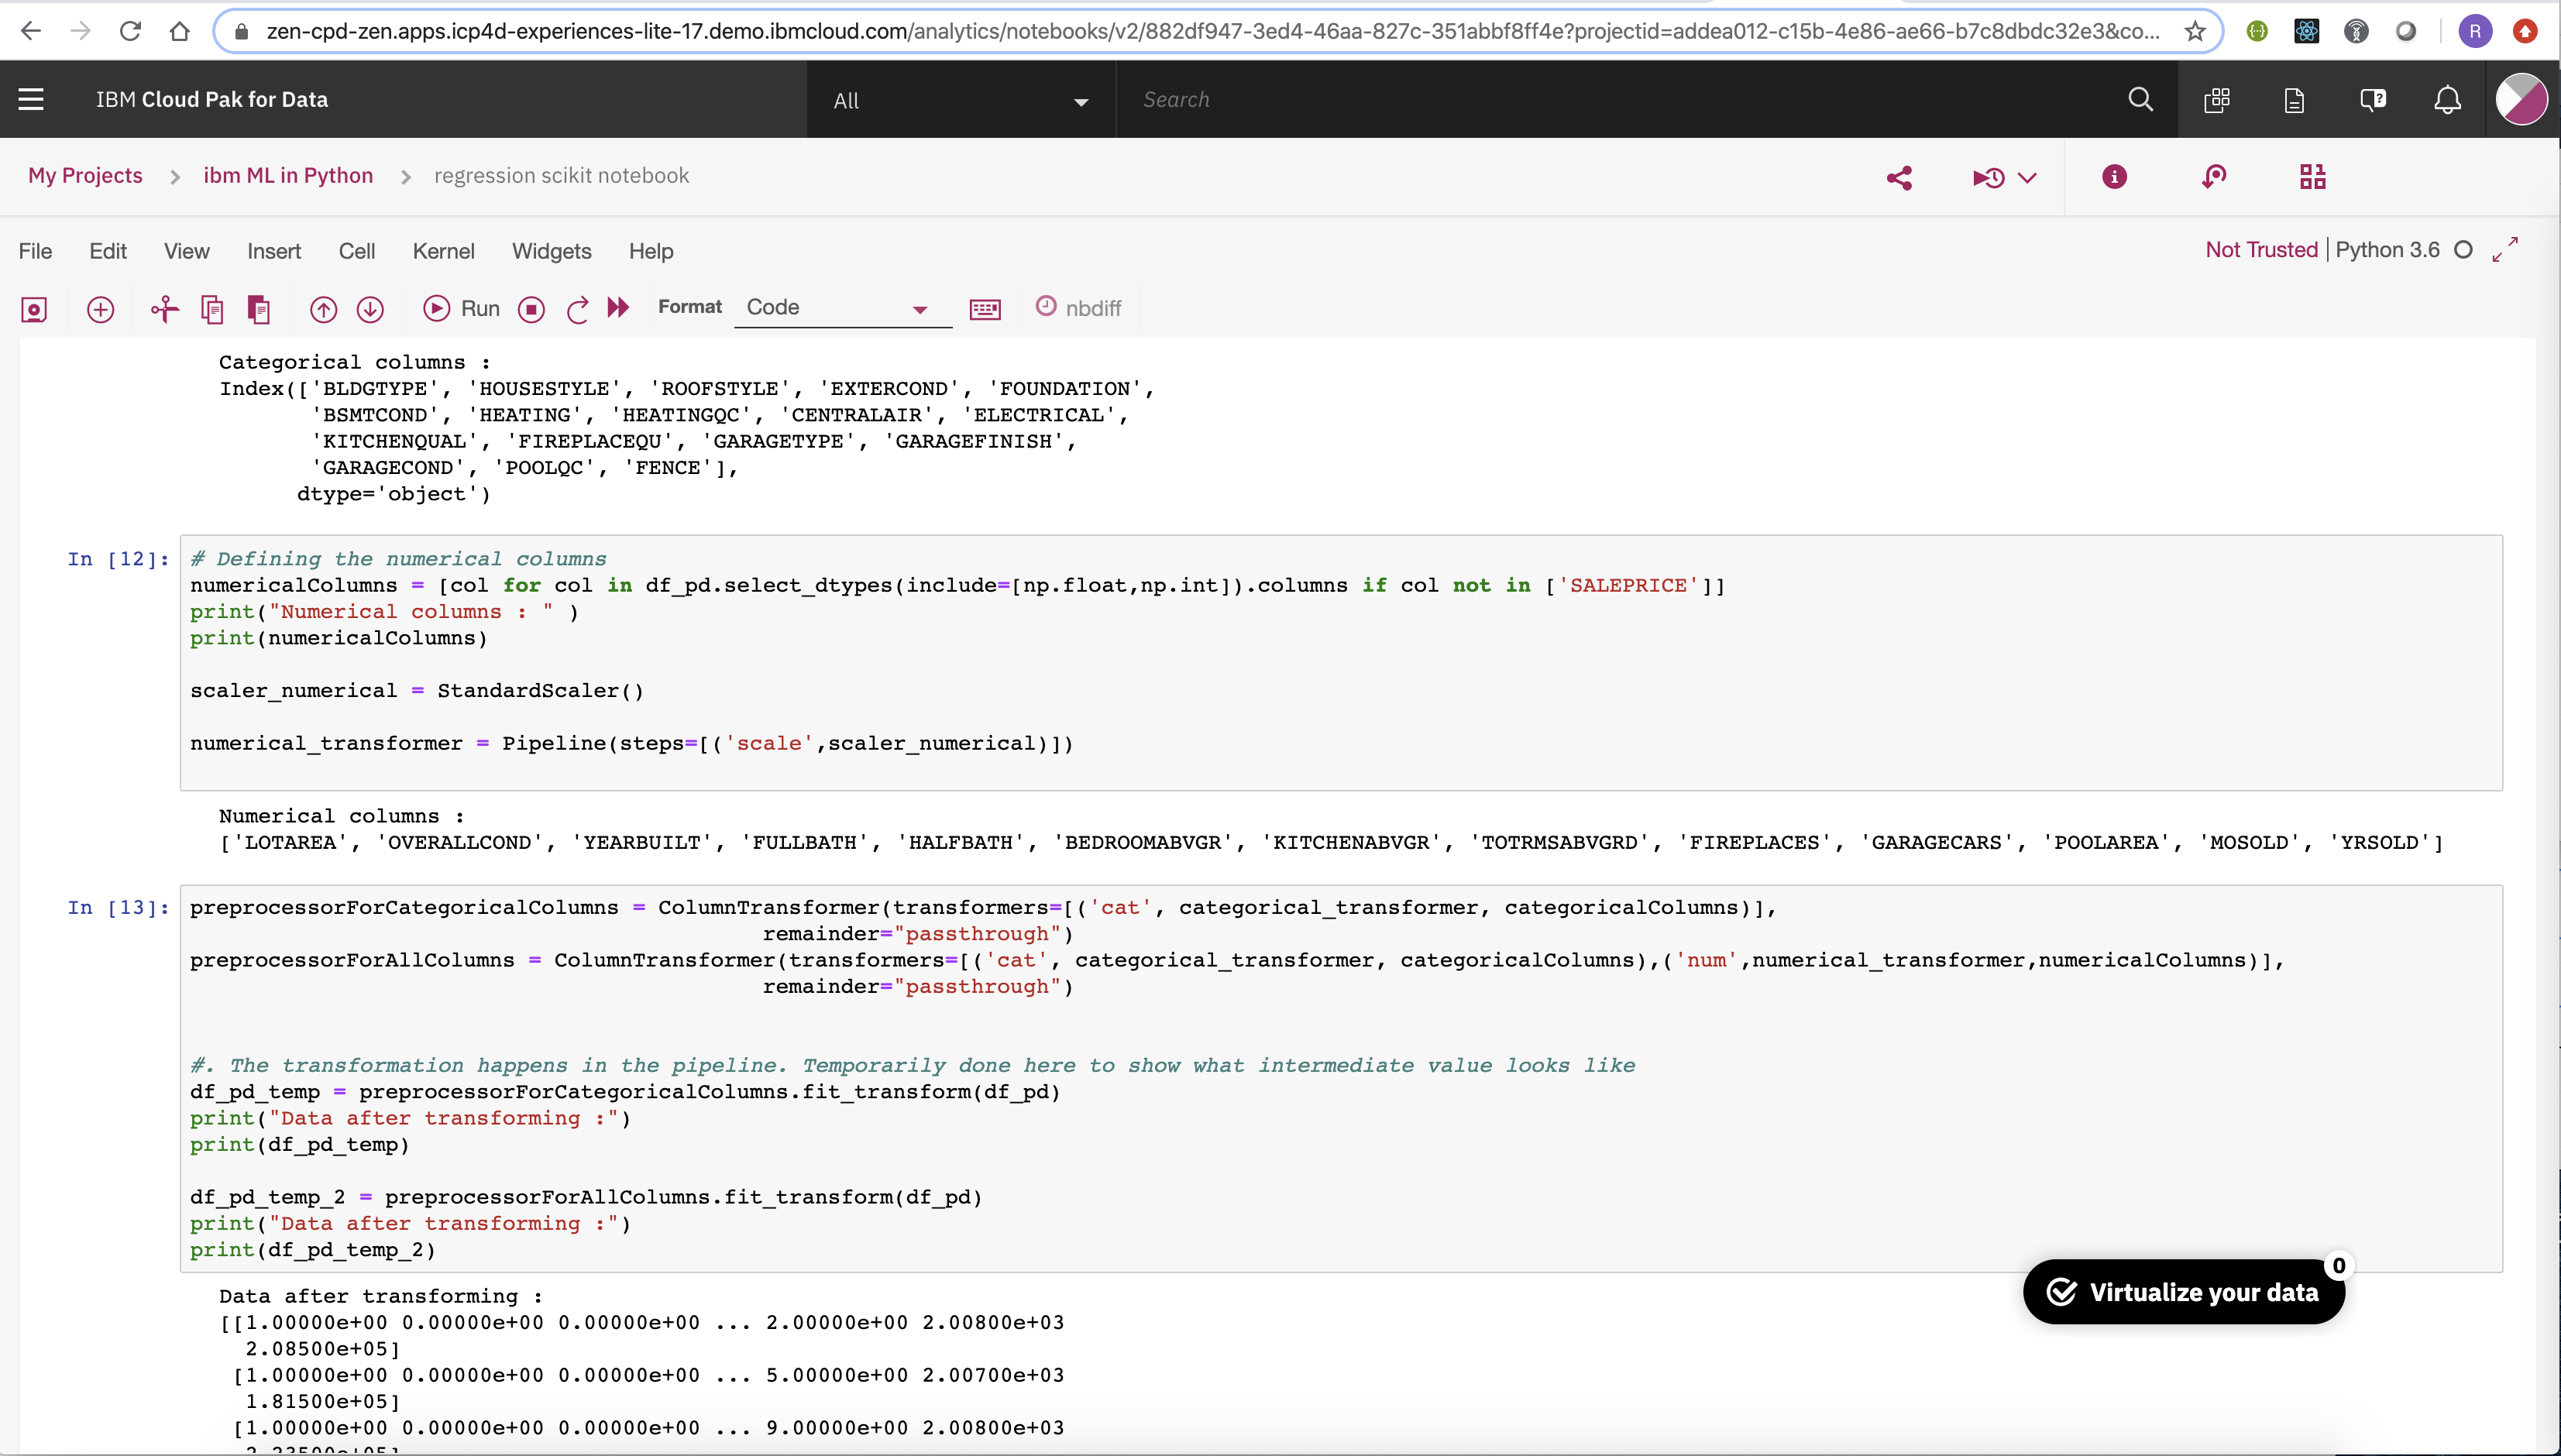 zen-cpd-zen.apps.icp4d-experiences-lite-17.demo.ibmcloud.com/analytics/notebooks/v2/882df947-3ed4-46aa-827c-351abbf8ff4e?projectid=addea012-c15b-4e86-ae66-b7c8dbdc32e3&co...
R
IBM Cloud Pak for Data
All
Search
My Projects > ibm ML in Python > regression scikit notebook
File Edit View Insert Cell Kernel Widgets Help
Not Trusted | Python 3.6
Run
Format Code
nbdiff
Categorical columns :
Index(['BLDGTYPE', 'HOUSESTYLE', 'ROOFSTYLE', 'EXTERCOND', 'FOUNDATION',
'BSMTCOND', 'HEATING', 'HEATINGQC', 'CENTRALAIR', 'ELECTRICAL',
'KITCHENQUAL', 'FIREPLACEQU', 'GARAGETYPE', 'GARAGEFINISH',
'GARAGECOND', 'POOLQC', 'FENCE'],
dtype='object')
In [12]: # Defining the numerical columns
numericalColumns = [col for col in df_pd.select_dtypes(include=[np.float,np.int]).columns if col not in ['SALEPRICE']]
print("Numerical columns : " )
print(numericalColumns)
scaler_numerical = StandardScaler()
numerical_transformer = Pipeline(steps=[('scale',scaler_numerical)])
Numerical columns :
['LOTAREA', 'OVERALLCOND', 'YEARBUILT', 'FULLBATH', 'HALFBATH', 'BEDROOMABVGR', 'KITCHENABVGR', 'TOTRMSABVGRD', 'FIREPLACES', 'GARAGECARS', 'POOLAREA', 'MOSOLD', 'YRSOLD']
In [13]: preprocessorForCategoricalColumns = ColumnTransformer(transformers=[('cat', categorical_transformer, categoricalColumns)],
remainder="passthrough")
preprocessorForAllColumns = ColumnTransformer(transformers=[('cat', categorical_transformer, categoricalColumns),('num',numerical_transformer,numericalColumns)],
remainder="passthrough")
#. The transformation happens in the pipeline. Temporarily done here to show what intermediate value looks like
df_pd_temp = preprocessorForCategoricalColumns.fit_transform(df_pd)
print("Data after transforming :")
print(df_pd_temp)
df_pd_temp_2 = preprocessorForAllColumns.fit_transform(df_pd)
print("Data after transforming :")
print(df_pd_temp_2)
0
Virtualize your data
Data after transforming :
[[1.00000e+00 0.00000e+00 0.00000e+00 ... 2.00000e+00 2.00800e+03
2.08500e+05]
[1.00000e+00 0.00000e+00 0.00000e+00 ... 5.00000e+00 2.00700e+03
1.81500e+05]
[1.00000e+00 0.00000e+00 0.00000e+00 ... 9.00000e+00 2.00800e+03
2.23500e+05]